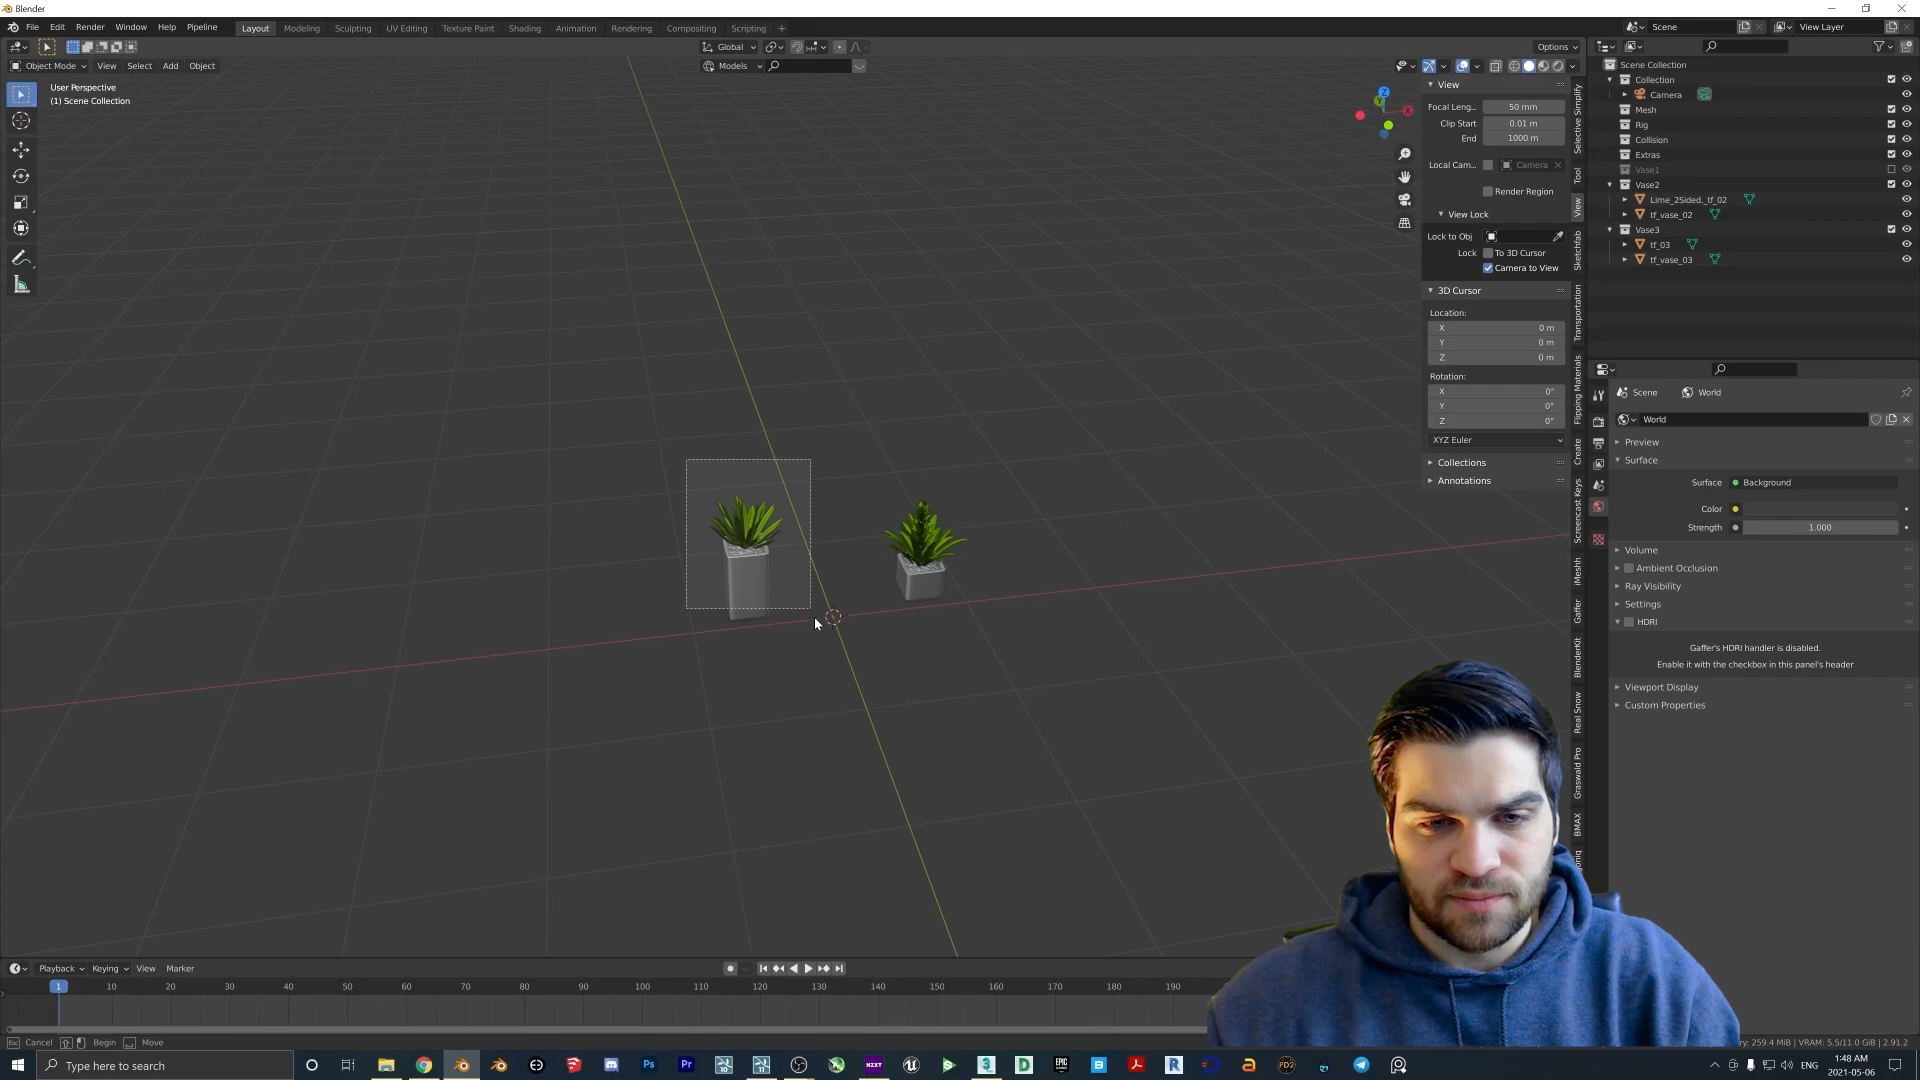 Blender
File Edit Render Window Help Pipeline
Layout Modeling Sculpting UV Editing Texture Paint Shading Animation Rendering Compositing Scripting +
Scene View Layer
Global Options
Object Mode View Select Add Object
Models
User Perspective
(1) Scene Collection
View
Focal Leng... 50 mm
Clip Start 0.01 m
End 1000 m
Local Cam... Camera
Render Region
View Lock
Lock to Obj
Lock To 3D Cursor
Camera to View
3D Cursor
Location:
X 0 m
Y 0 m
Z 0 m
Rotation:
X 0°
Y 0°
Z 0°
XYZ Euler
Collections
Annotations
Selective Simplify
Tool
View
Sketchfab
Transportation
Flipping Materials
Create
Screencast Keys
iMeshh
Gaffer
BlenderKit
Real Snow
Graswald Pro
BMAX
Scene Collection
Collection
Camera
Mesh
Rig
Collision
Extras
Vase1
Vase2
Lime_2Sided._tf_02
tf_vase_02
Vase3
tf_03
tf_vase_03
Scene World
World
Preview
Surface
Surface Background
Color
Strength 1.000
Volume
Ambient Occlusion
Ray Visibility
Settings
HDRI
Gaffer's HDRI handler is disabled.
Enable it with the checkbox in this panel's header
Viewport Display
Custom Properties
Playback Keying View Marker
1 10 20 30 40 50 60 70 80 90 100 110 120 130 140 150 160 170 180 190
Cancel Begin Move
259.4 MiB | VRAM: 5.5/11.0 GiB | 2.91.2
Type here to search
Ps Pr NZXT EPIC PD2
ENG
1:48 AM
2021-05-06